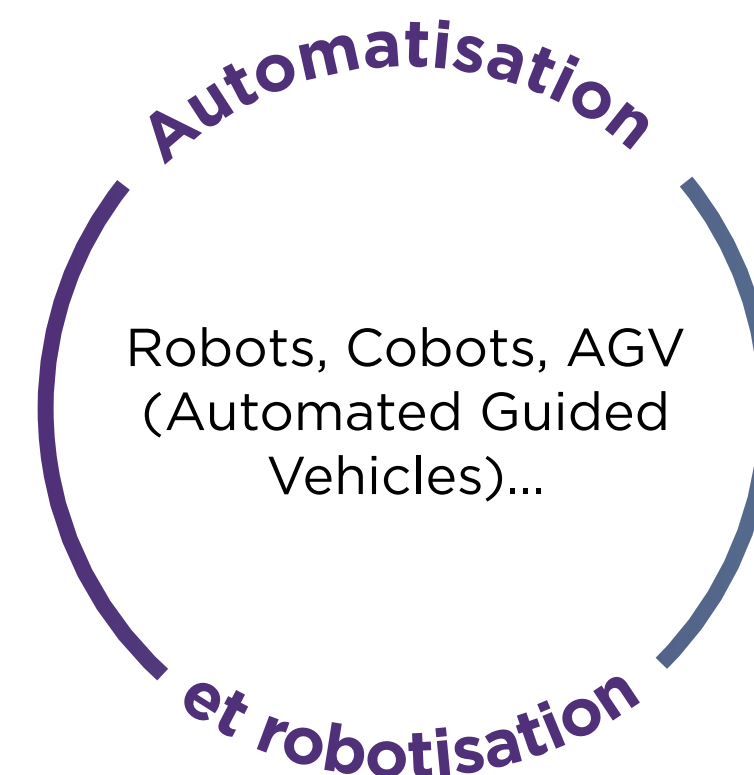 Automatisation
Robots, Cobots, AGV
(Automated Guided
Vehicles)...
et robotisation